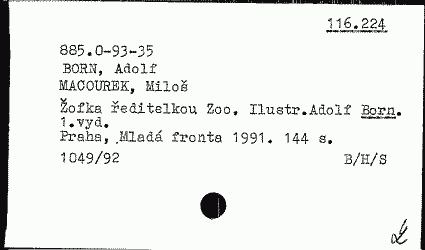 116.224
885.0-93-35
BORN, Adolf
MACOUREK, Miloš
Žofka ředitelkou Zoo. Ilustr.Adolf Born.
1.vyd.
Praha, Mladá fronta 1991. 144 s.
1049/92 B/H/S